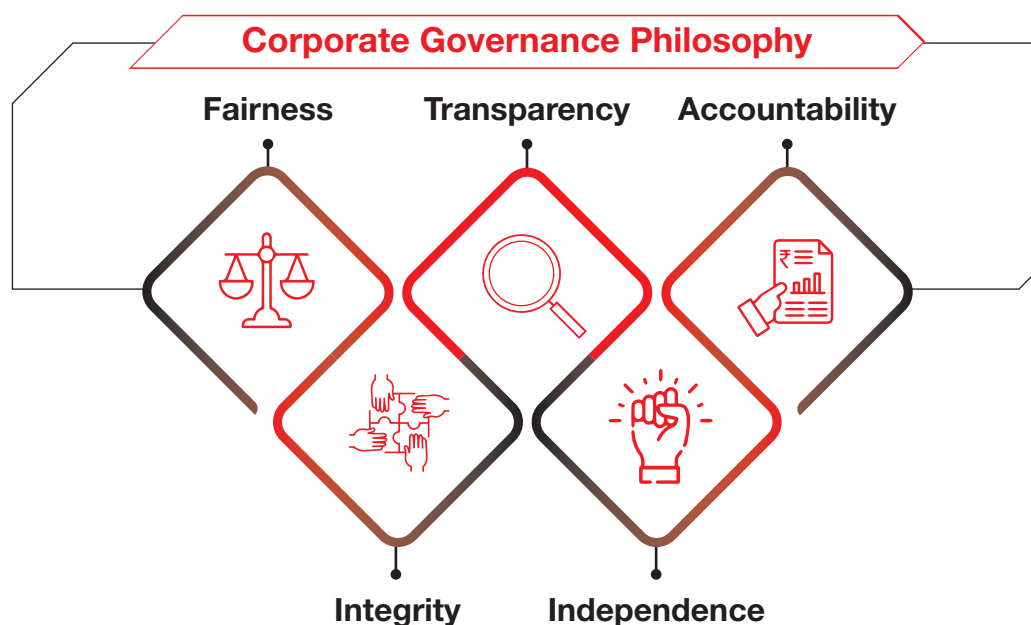 Corporate Governance Philosophy
Fairness
Transparency
Accountability
₹
Integrity
Independence